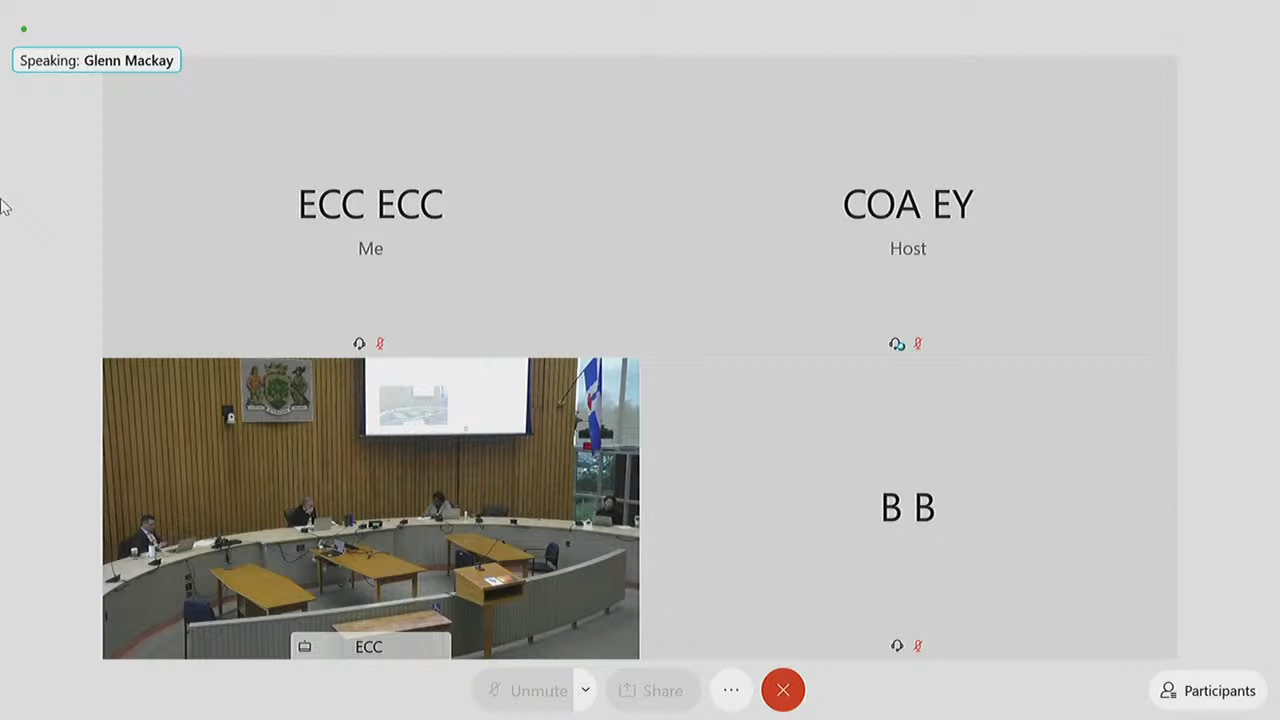 Speaking: Glenn Mackay
ECC ECC
Me
COA EY
Host
ECC
B B
Unmute
Share
Participants